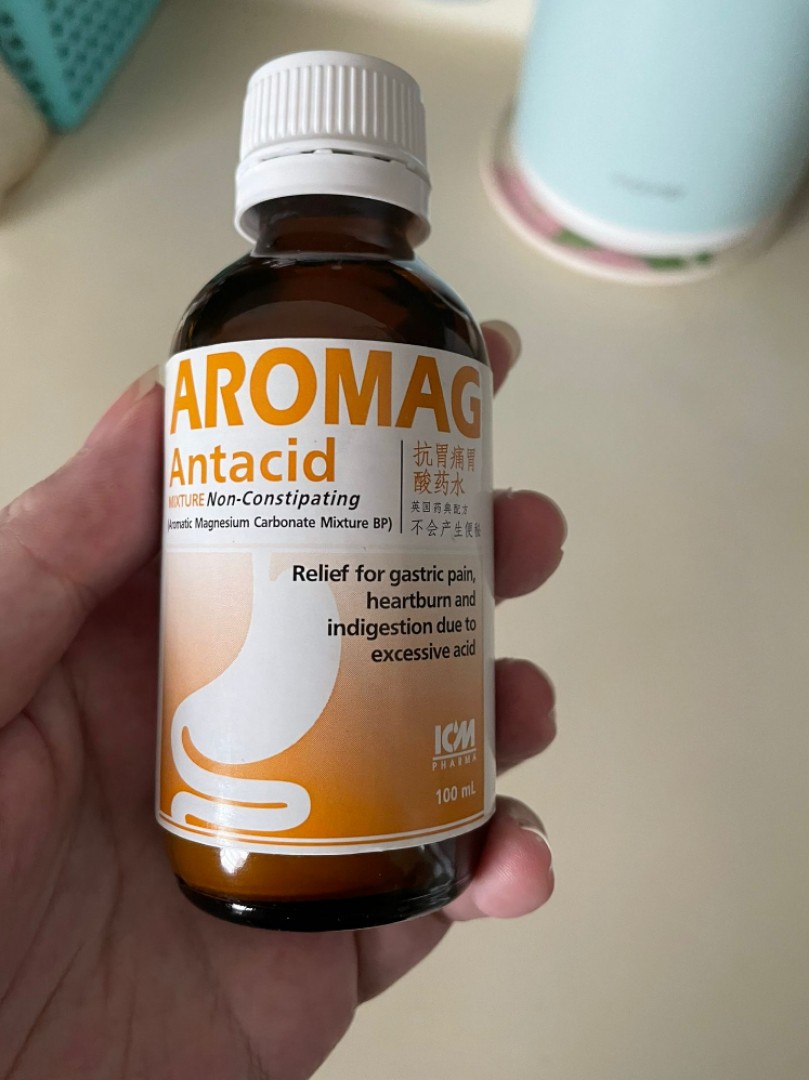 AROMAG
Antacid
MIXTURE Non-Constipating
(Aromatic Magnesium Carbonate Mixture BP)
抗胃痛胃
酸药水
英国药典配方
不会产生便秘
Relief for gastric pain,
heartburn and
indigestion due to
excessive acid
ICM
PHARMA
100 mL